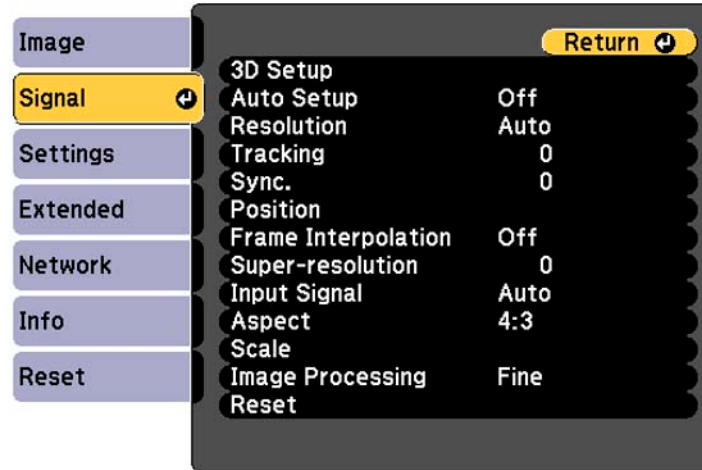 Image
Signal
Settings
Extended
Network
Info
Reset
Return
3D Setup
Auto Setup Off
Resolution Auto
Tracking 0
Sync. 0
Position
Frame Interpolation Off
Super-resolution 0
Input Signal Auto
Aspect 4:3
Scale
Image Processing Fine
Reset